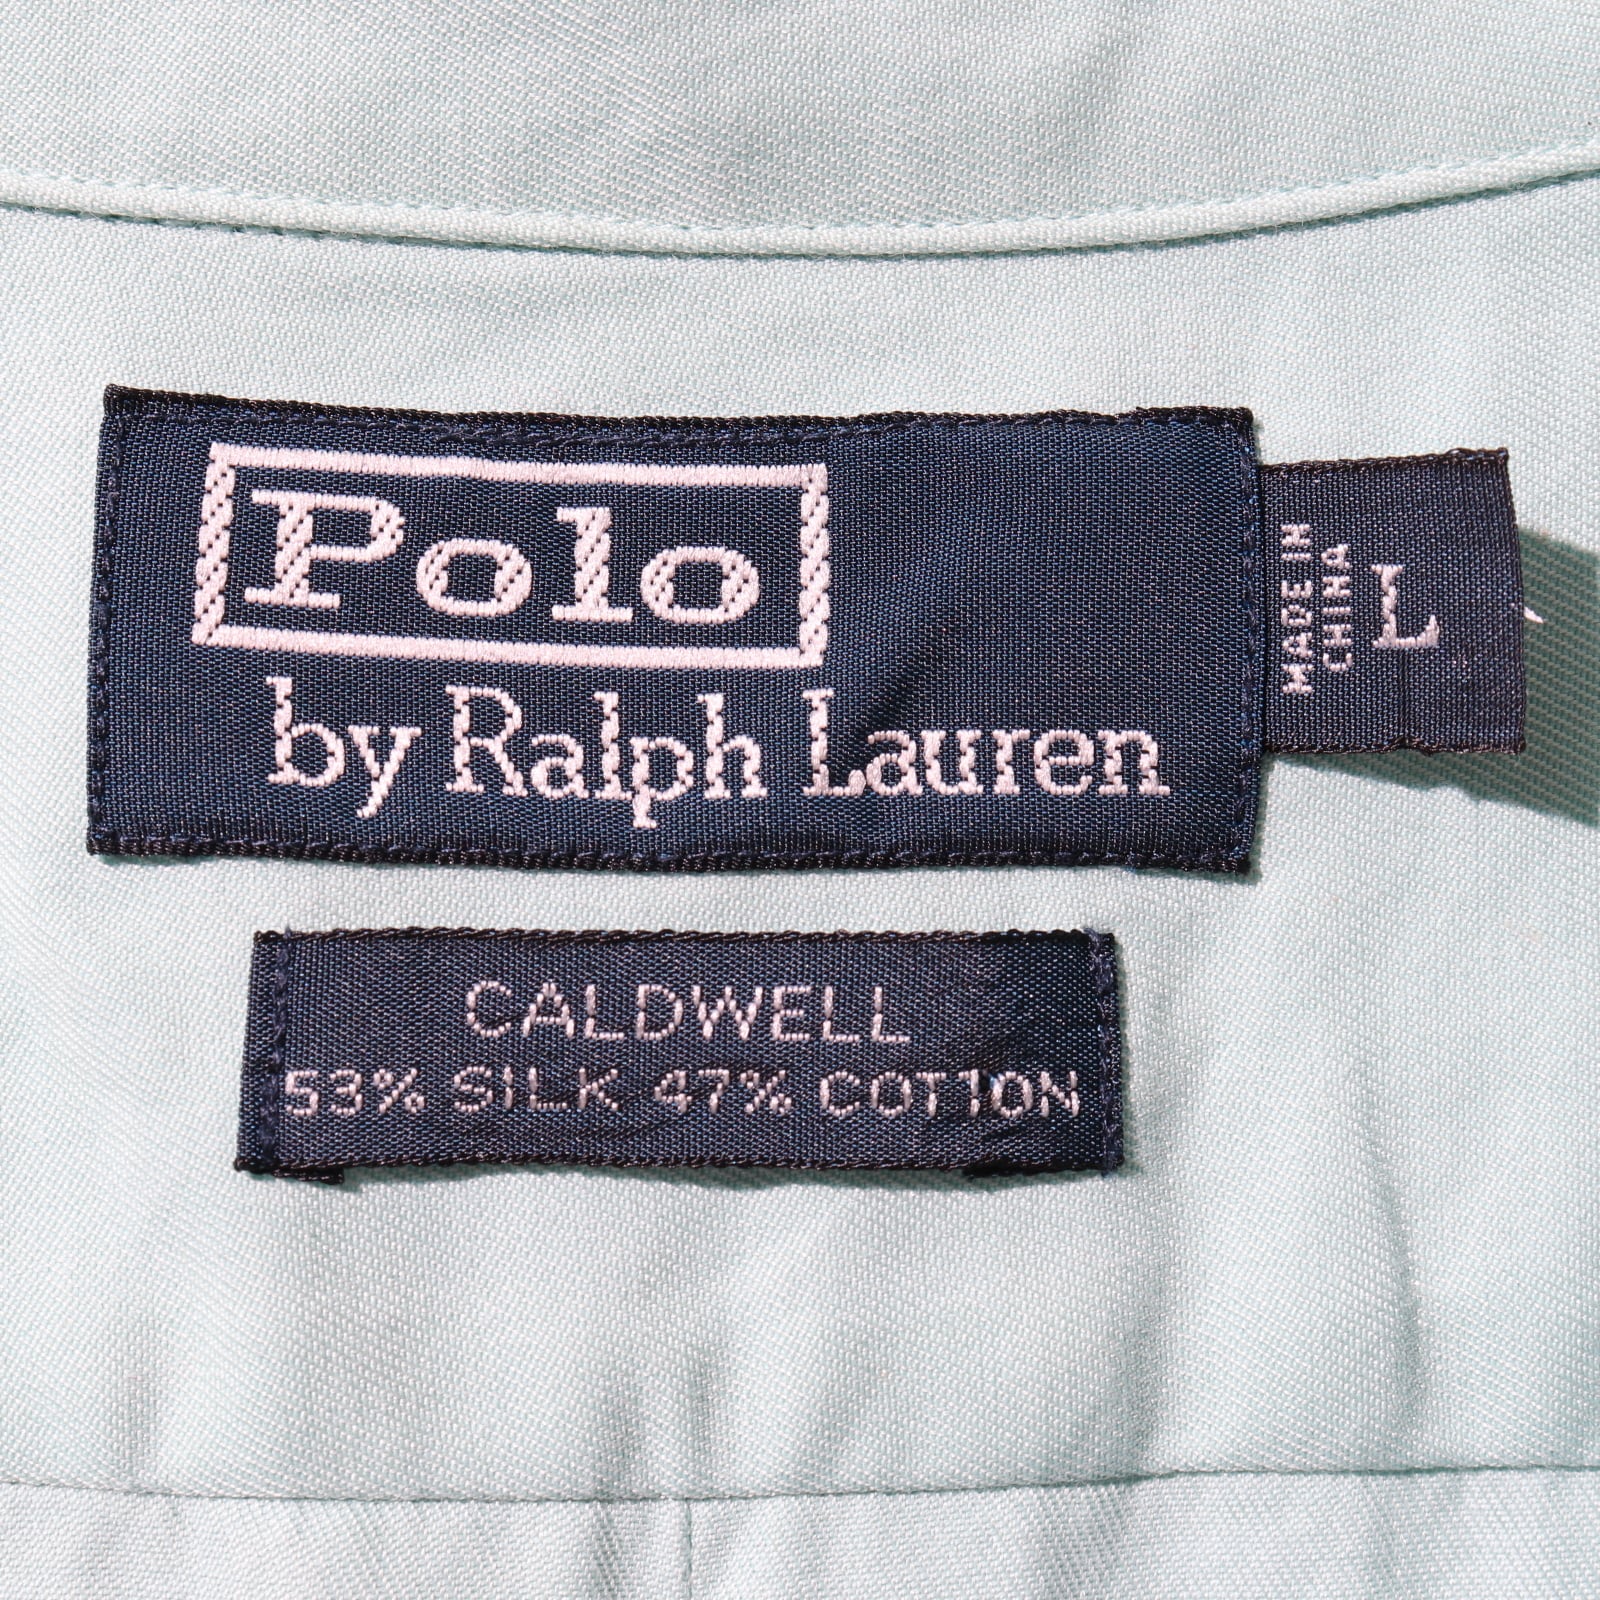 Polo
by Ralph Lauren
MADE IN
CHINA
L
CALDWELL
53% SILK 47% COTTON